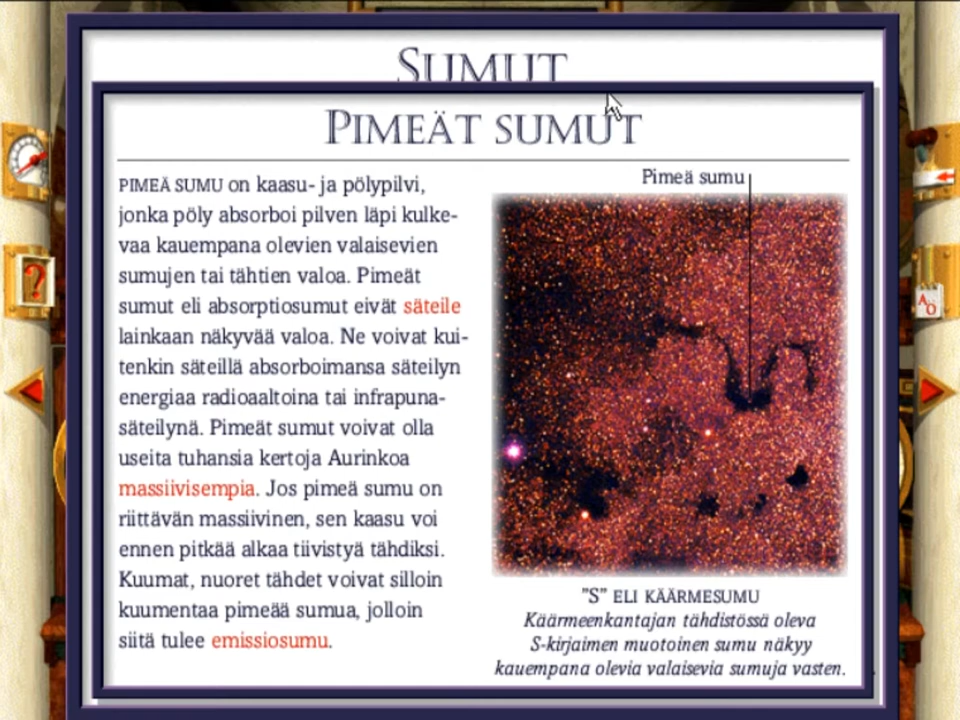 SUMUT
PIMEÄT SUMUT
PIMEÄ SUMU on kaasu- ja pölypilvi,
jonka pöly absorboi pilven läpi kulke-
vaa kauempana olevien valaisevien
sumujen tai tähtien valoa. Pimeät
sumut eli absorptiosumut eivät säteile
lainkaan näkyvää valoa. Ne voivat kui-
tenkin säteillä absorboimansa säteilyn
energiaa radioaaltoina tai infrapuna-
säteilynä. Pimeät sumut voivat olla
useita tuhansia kertoja Aurinkoa
massiivisempia. Jos pimeä sumu on
riittävän massiivinen, sen kaasu voi
ennen pitkää alkaa tiivistyä tähdiksi.
Kuumat, nuoret tähdet voivat silloin
kuumentaa pimeää sumua, jolloin
siitä tulee emissiosumu.
Pimeä sumu
"S" ELI KÄÄRMESUMU
Käärmeenkantajan tähdistössä oleva
S-kirjaimen muotoinen sumu näkyy
kauempana olevia valaisevia sumuja vasten.
?
AÖ